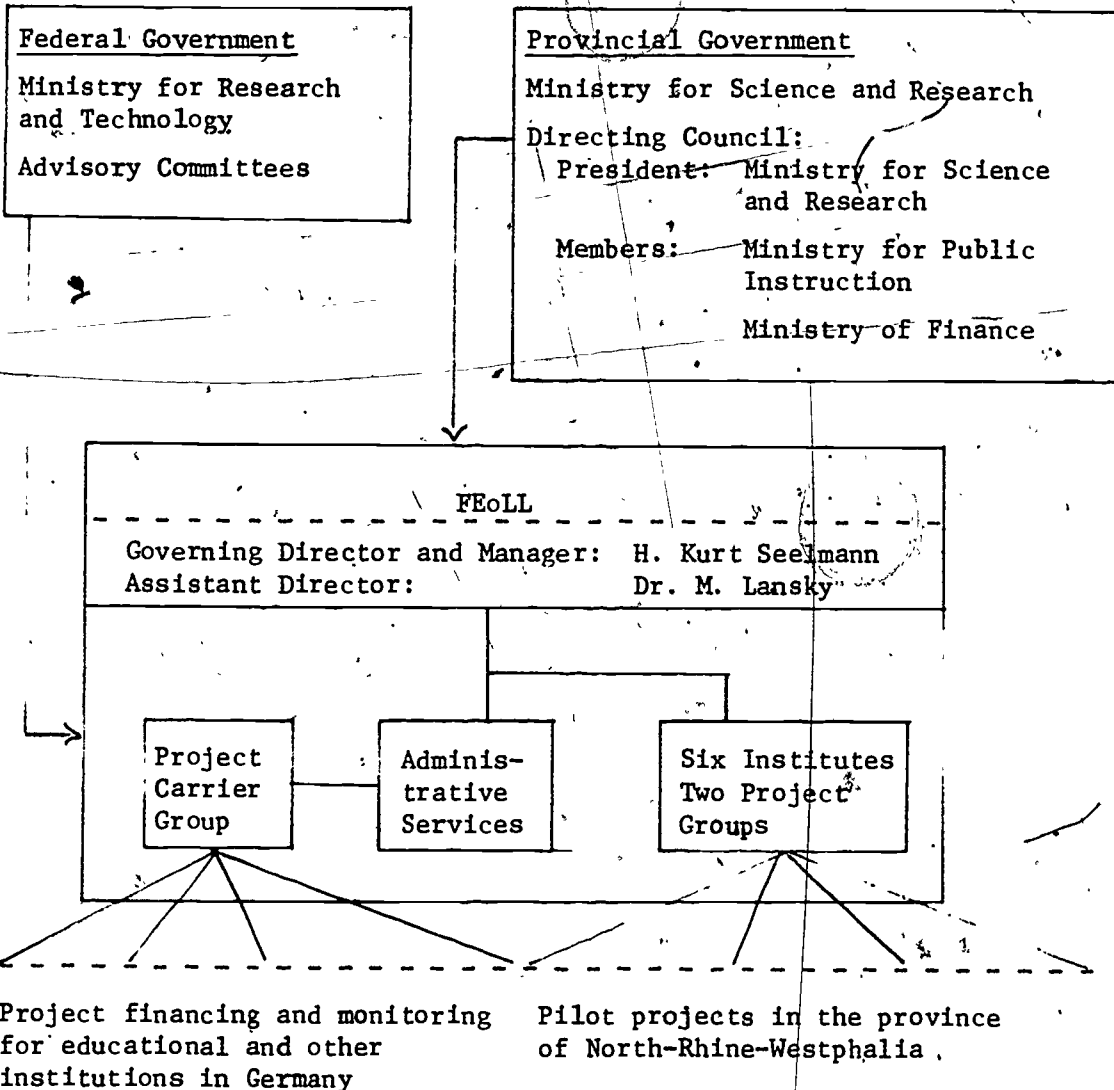 Federal Government
Ministry for Research
and Technology
Advisory Committees
Provincial Government
Ministry for Science and Research
Directing Council:
President: Ministry for Science
and Research
Members: Ministry for Public
Instruction
Ministry of Finance
FEoLL
Governing Director and Manager: H. Kurt Seelmann
Assistant Director: Dr. M. Lansky
Project
Carrier
Group
Adminis-
trative
Services
Six Institutes
Two Project
Groups
Project financing and monitoring
for educational and other
institutions in Germany
Pilot projects in the province
of North-Rhine-Westphalia.